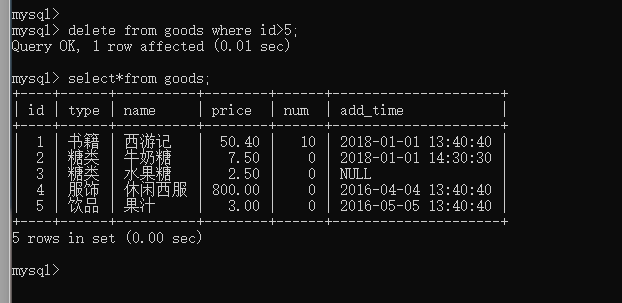 mysql>
mysql> delete from goods where id>5;
Query OK, 1 row affected (0.01 sec)
mysql> select*from goods;
+----+------+----------+--------+-----+---------------------+
| id | type | name | price | num | add_time |
+----+------+----------+--------+-----+---------------------+
| 1 | 书籍 | 西游记 | 50.40 | 10 | 2018-01-01 13:40:40 |
| 2 | 糖类 | 牛奶糖 | 7.50 | 0 | 2018-01-01 14:30:30 |
| 3 | 糖类 | 水果糖 | 2.50 | 0 | NULL |
| 4 | 服饰 | 休闲西服 | 800.00 | 0 | 2016-04-04 13:40:40 |
| 5 | 饮品 | 果汁 | 3.00 | 0 | 2016-05-05 13:40:40 |
+----+------+----------+--------+-----+---------------------+
5 rows in set (0.00 sec)
mysql>